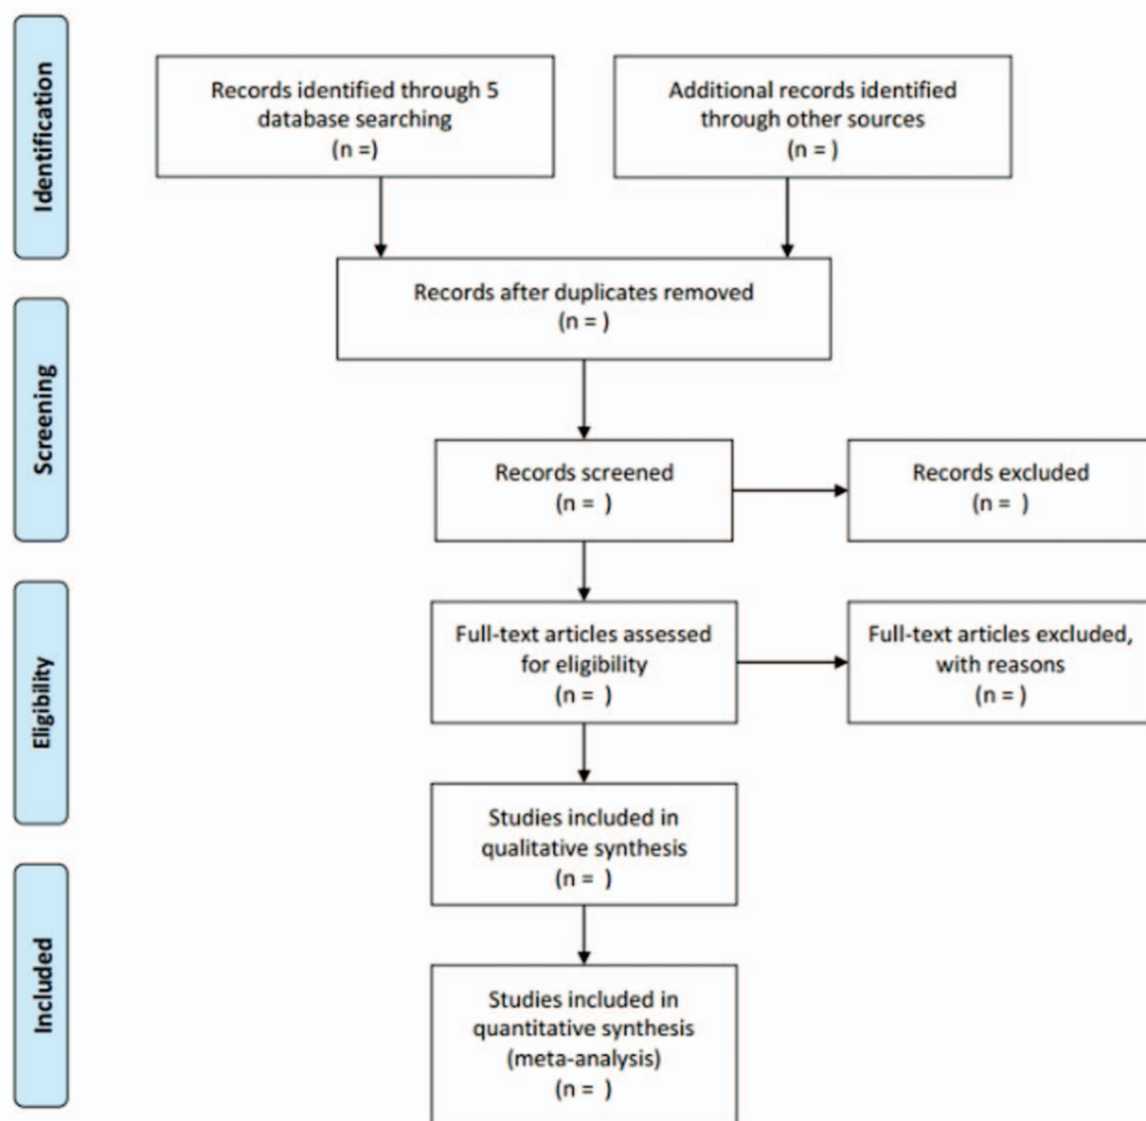 Identification
Records identified through 5
database searching
(n =)
Additional records identified
through other sources
(n = )
Records after duplicates removed
(n = )
Screening
Records screened
(n =  )
Records excluded
(n =  )
Eligibility
Full-text articles assessed
for eligibility
(n =  )
Full-text articles excluded,
with reasons
(n = )
Studies included in
qualitative synthesis
(n =  )
Included
Studies included in
quantitative synthesis
(meta-analysis)
(n =  )